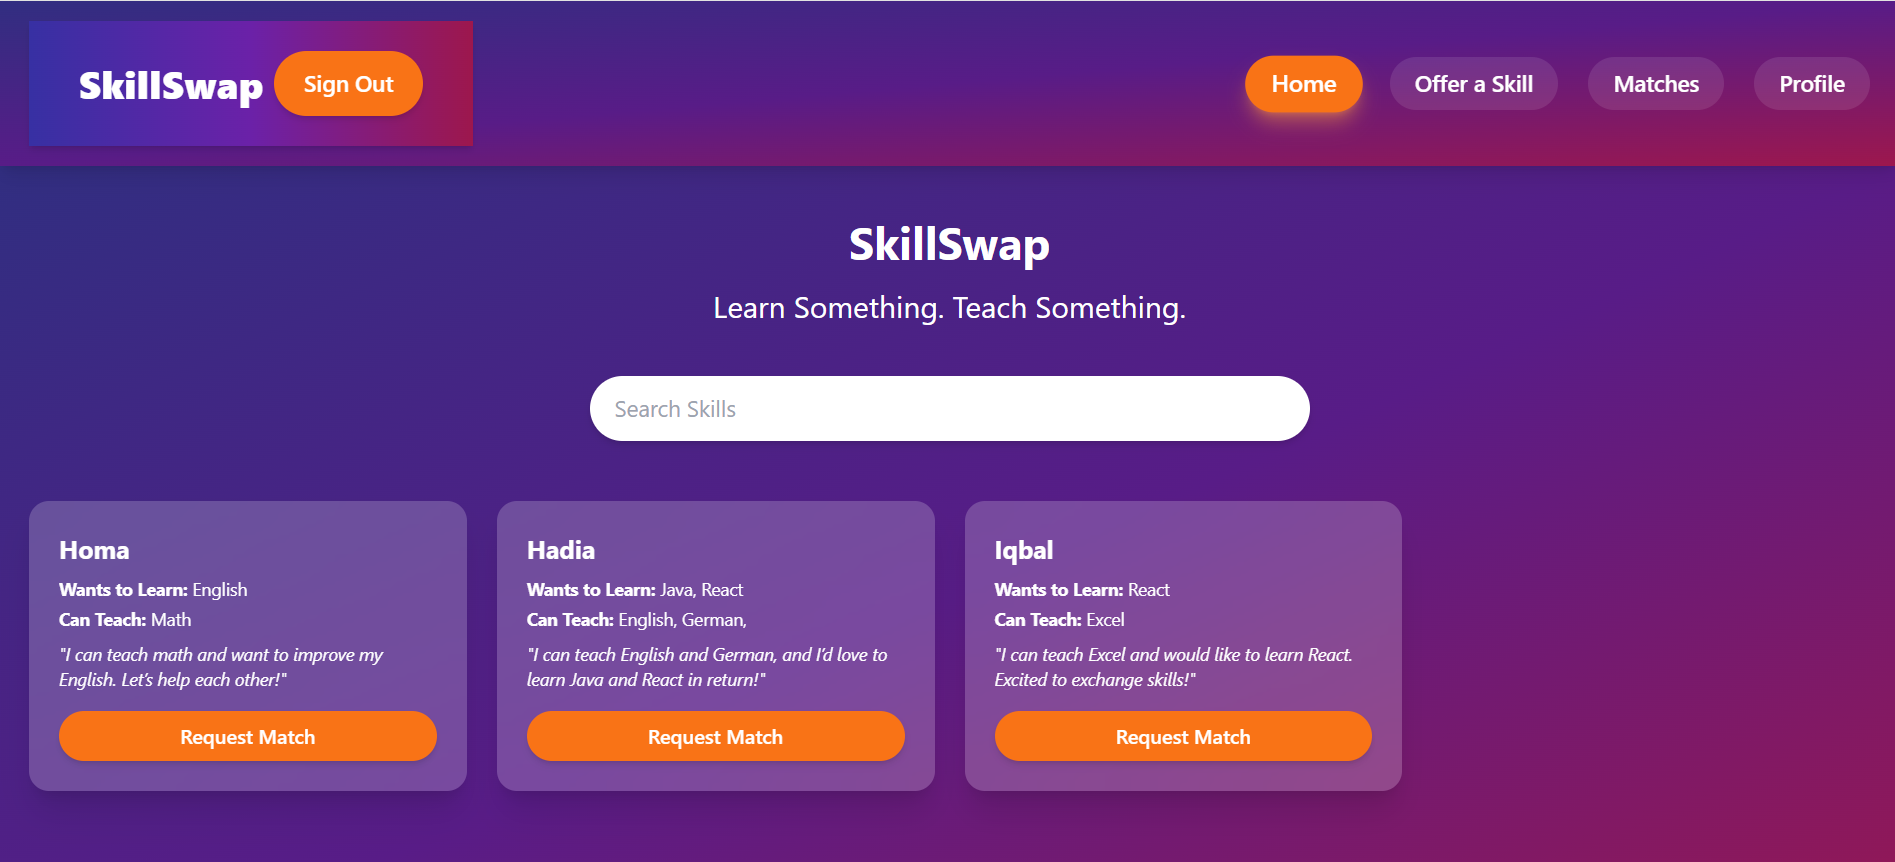 SkillSwap
Sign Out
Home
Offer a Skill
Matches
Profile
SkillSwap
Learn Something. Teach Something.
Search Skills
Homa
Wants to Learn: English
Can Teach: Math
"I can teach math and want to improve my
English. Let’s help each other!"
Request Match
Hadia
Wants to Learn: Java, React
Can Teach: English, German,
"I can teach English and German, and I’d love to
learn Java and React in return!"
Request Match
Iqbal
Wants to Learn: React
Can Teach: Excel
"I can teach Excel and would like to learn React.
Excited to exchange skills!"
Request Match